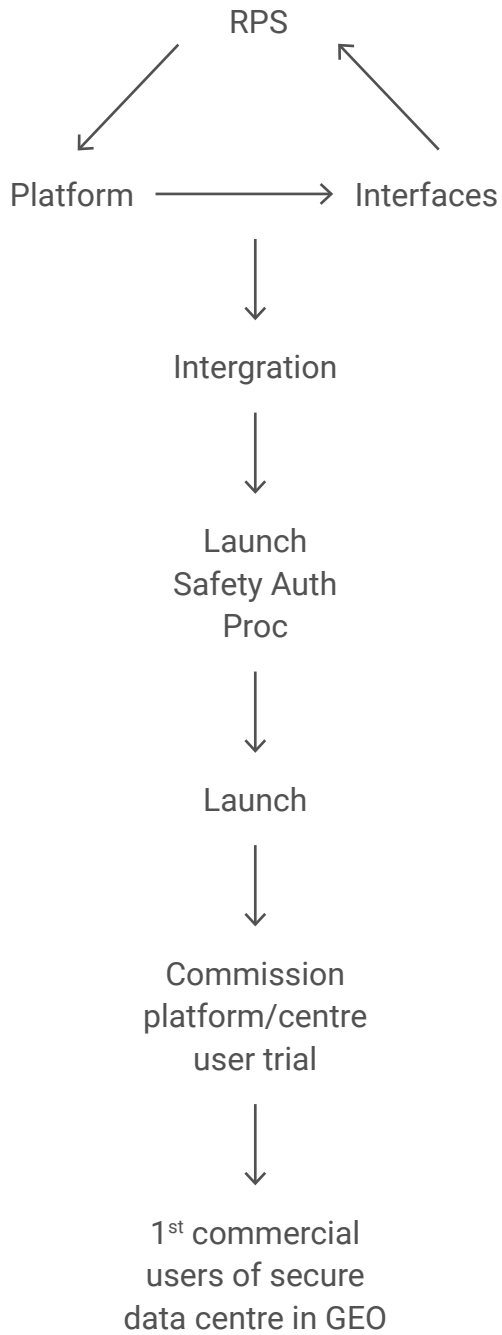 RPS
Platform
Interfaces
Intergration
Launch
Safety Auth
Proc
Launch
Commission
platform/centre
user trial
1st commercial
users of secure
data centre in GEO